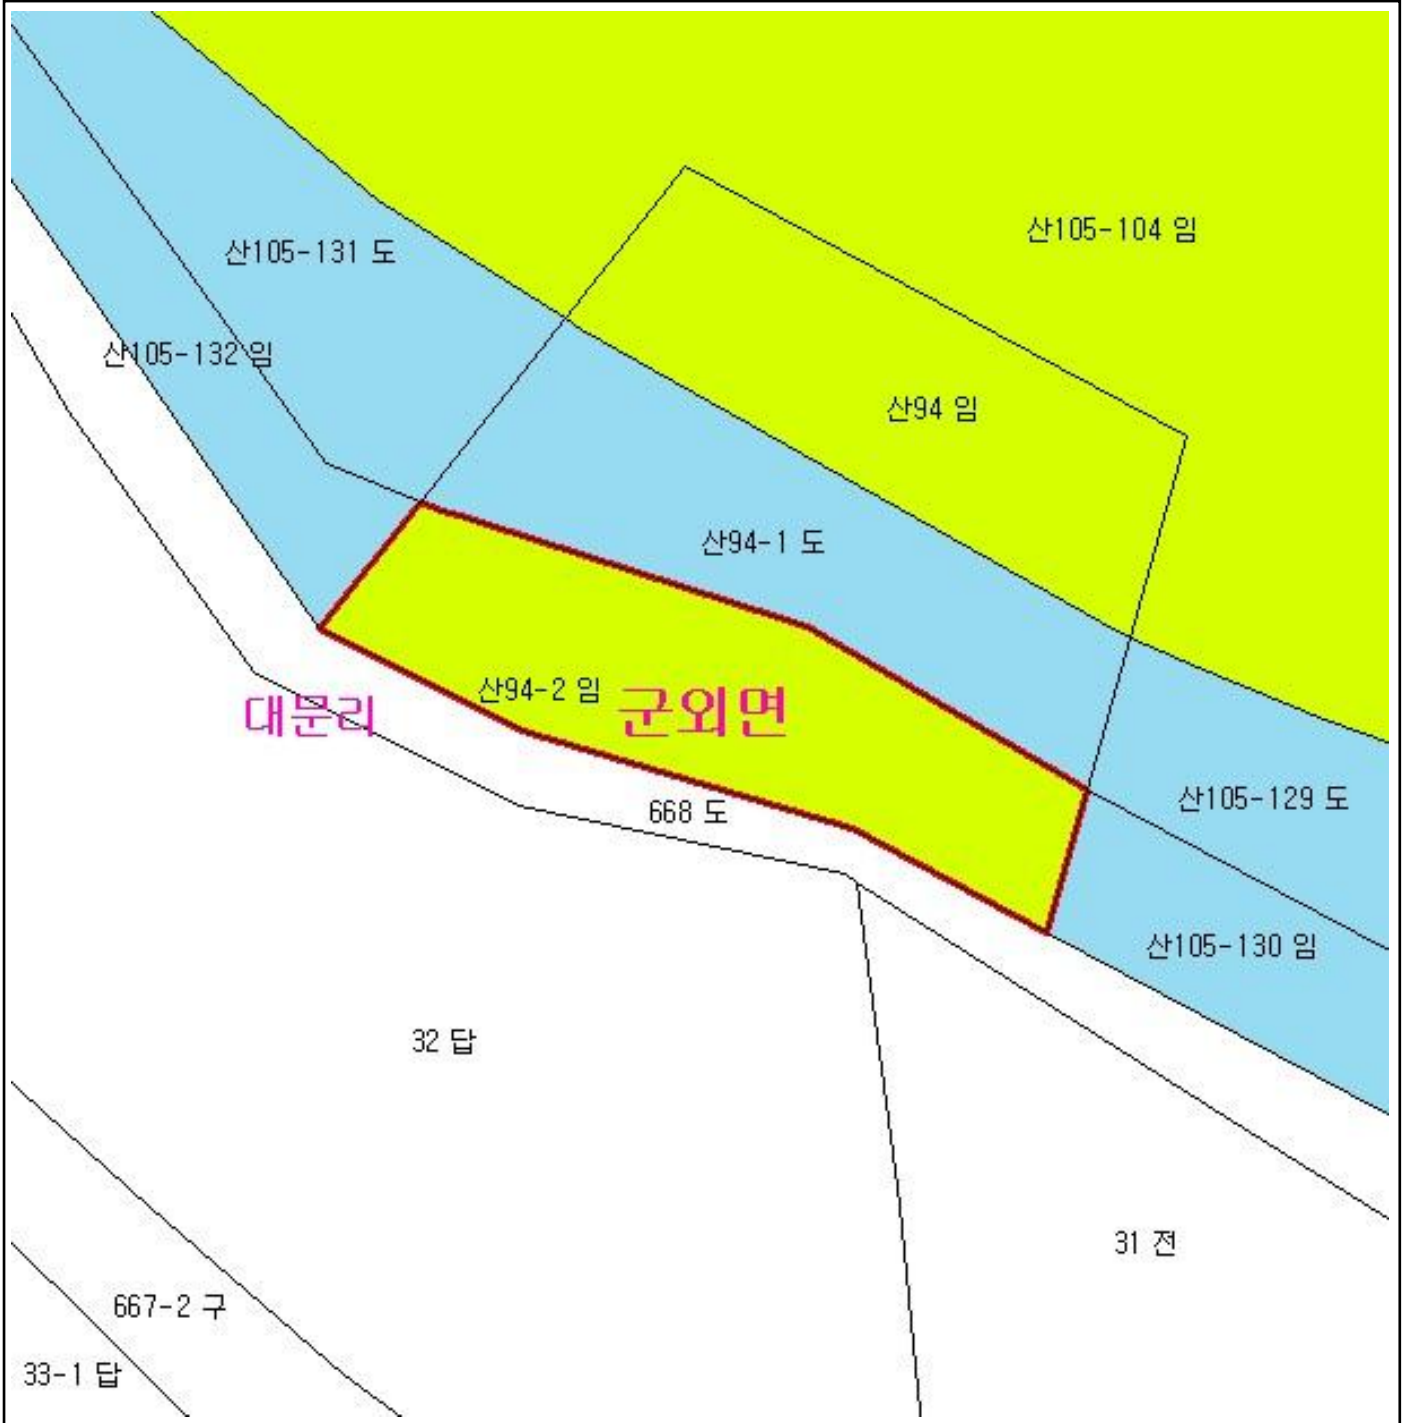 산105-104 임
산105-131 도
산105-132 임
산94 임
산94-1 도
산94-2 임
군외면
대문리
668 도
산105-129 도
산105-130 임
32 답
31 전
667-2 구
33-1 답